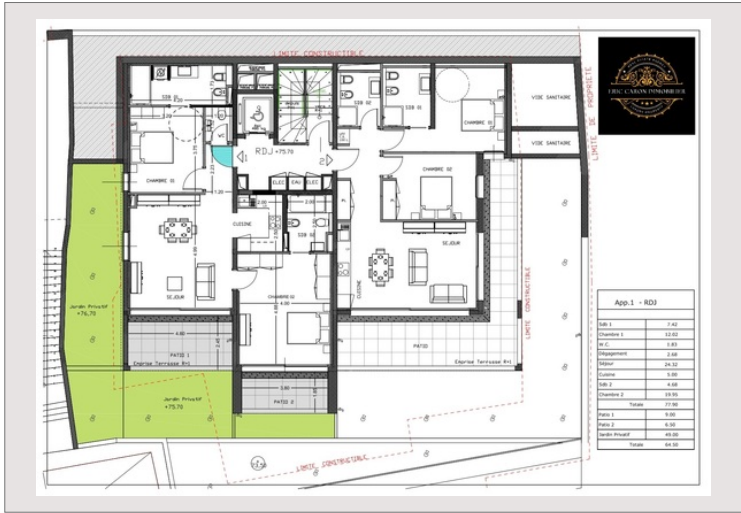 LIMITE CONSTRUCTIBLE
ERIC CARON IMMOBILIER
LIMITE DE PROPRIETE
VIDE SANITAIRE
VIDE SANITAIRE
SDB 01
SDB 02
SDB 01
CHAMBRE 01
CHAMBRE 02
CHAMBRE 01
RDJ +75.70
1
2
ELEC
EAU
ELEC
CUISINE
SDB 02
SEJOUR
CHAMBRE 02
CUISINE
SEJOUR
LIMITE CONSTRUCTIBLE
Jardin Privatif
+76.70
PATIO 1
Emprise Terrasse R+1
PATIO
Emprise Terrasse R+1
Jardin Privatif
+75.70
PATIO 2
LIMITE CONSTRUCTIBLE
App.1 - RDJ
Sdb 1 7.42
Chambre 1 12.02
W.C. 1.83
Dégagement 2.68
Séjour 24.32
Cuisine 5.00
Sdb 2 4.68
Chambre 2 19.95
Totale 77.90
Patio 1 9.00
Patio 2 6.50
Jardin Privatif 49.00
Totale 64.50